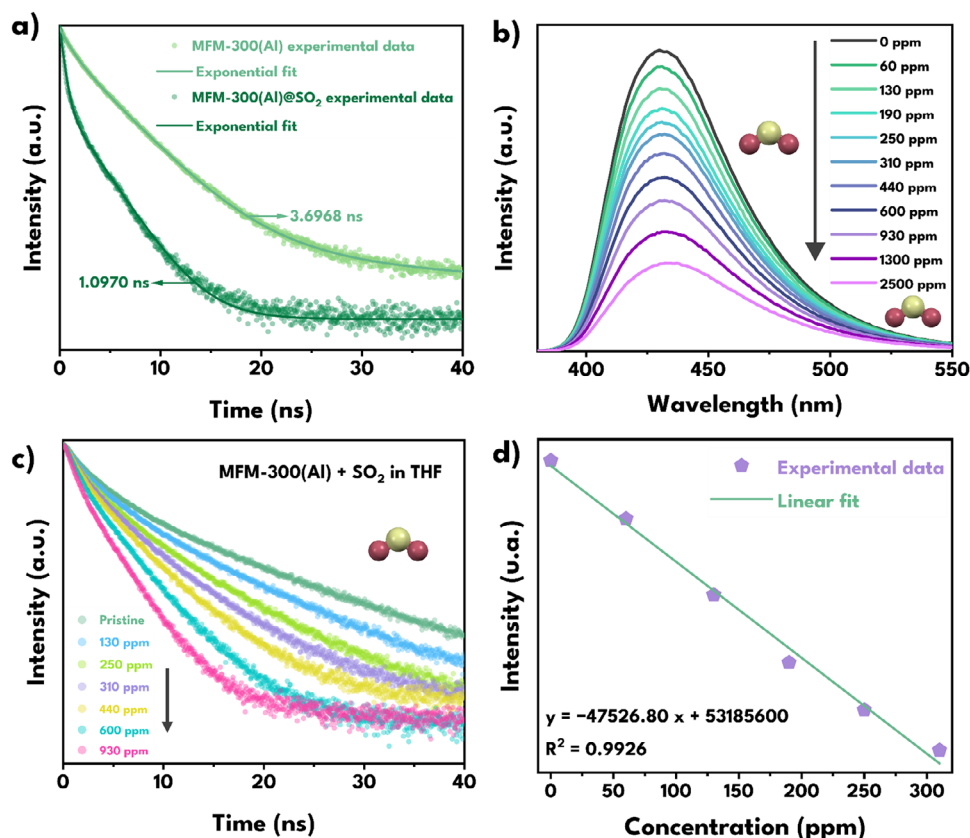 a)
MFM-300(Al) experimental data
Exponential fit
MFM-300(Al)@SO₂ experimental data
Exponential fit
3.6968 ns
1.0970 ns
Intensity (a.u.)
0 10 20 30 40
Time (ns)
b)
0 ppm
60 ppm
130 ppm
190 ppm
250 ppm
310 ppm
440 ppm
600 ppm
930 ppm
1300 ppm
2500 ppm
Intensity (a.u.)
400 450 500 550
Wavelength (nm)
c)
MFM-300(Al) + SO₂ in THF
Pristine
130 ppm
250 ppm
310 ppm
440 ppm
600 ppm
930 ppm
Intensity (a.u.)
0 10 20 30 40
Time (ns)
d)
Experimental data
Linear fit
y = −47526.80 x + 53185600
R² = 0.9926
Intensity (u.a.)
0 50 100 150 200 250 300
Concentration (ppm)